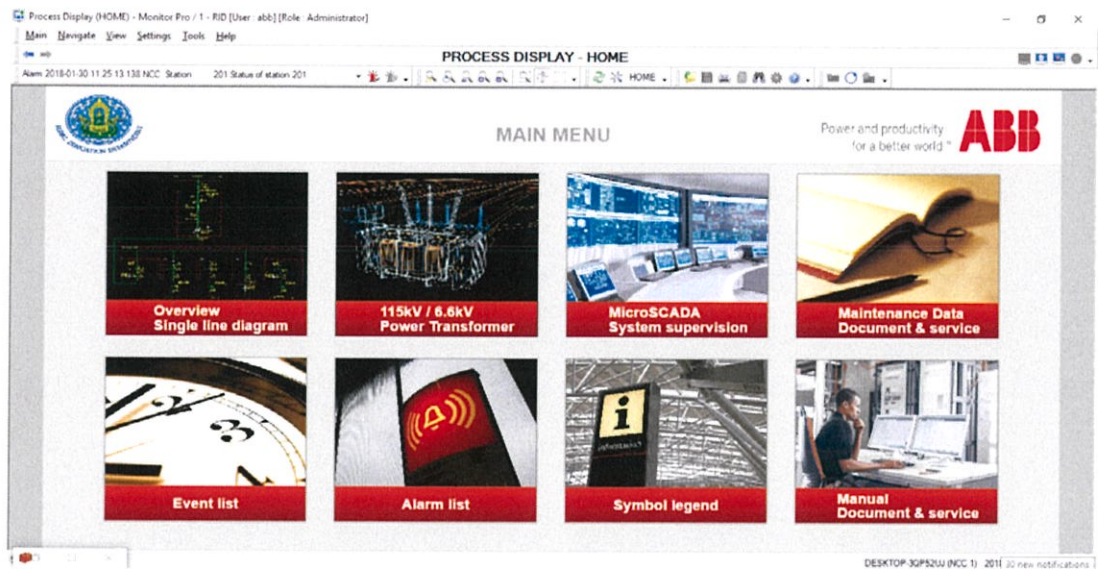 Process Display (HOME) - Monitor Pro / 1 - RID [User : abb] [Role : Administrator]
Main Navigate View Settings Tools Help
PROCESS DISPLAY - HOME
Alarm 2018-01-30 11:25:13.138 NCC Station 201 Status of station 201
HOME
MAIN MENU
Power and productivity
for a better world™
ABB
Overview
Single line diagram
115kV / 6.6kV
Power Transformer
MicroSCADA
System supervision
Maintenance Data
Document & service
3
i
information
Event list
Alarm list
Symbol legend
Manual
Document & service
DESKTOP-3QP52UJ (NCC 1) 201
30 new notifications